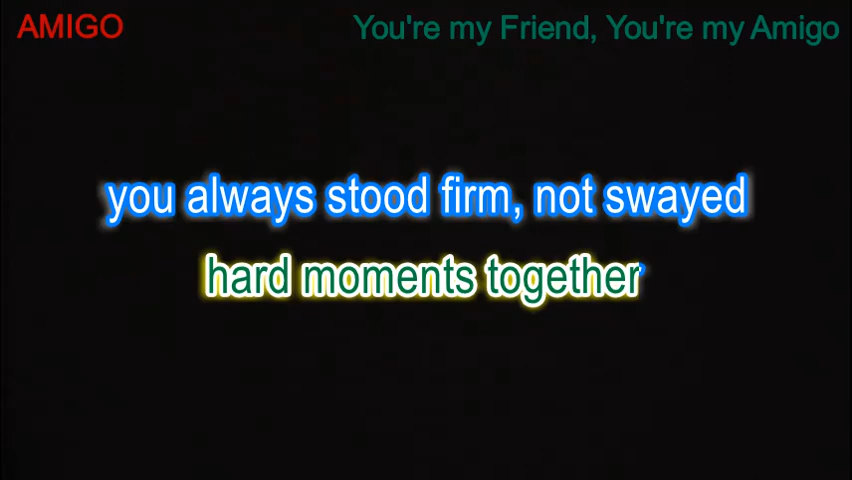 AMIGO
You're my Friend, You're my Amigo
you always stood firm, not swayed
hard moments together